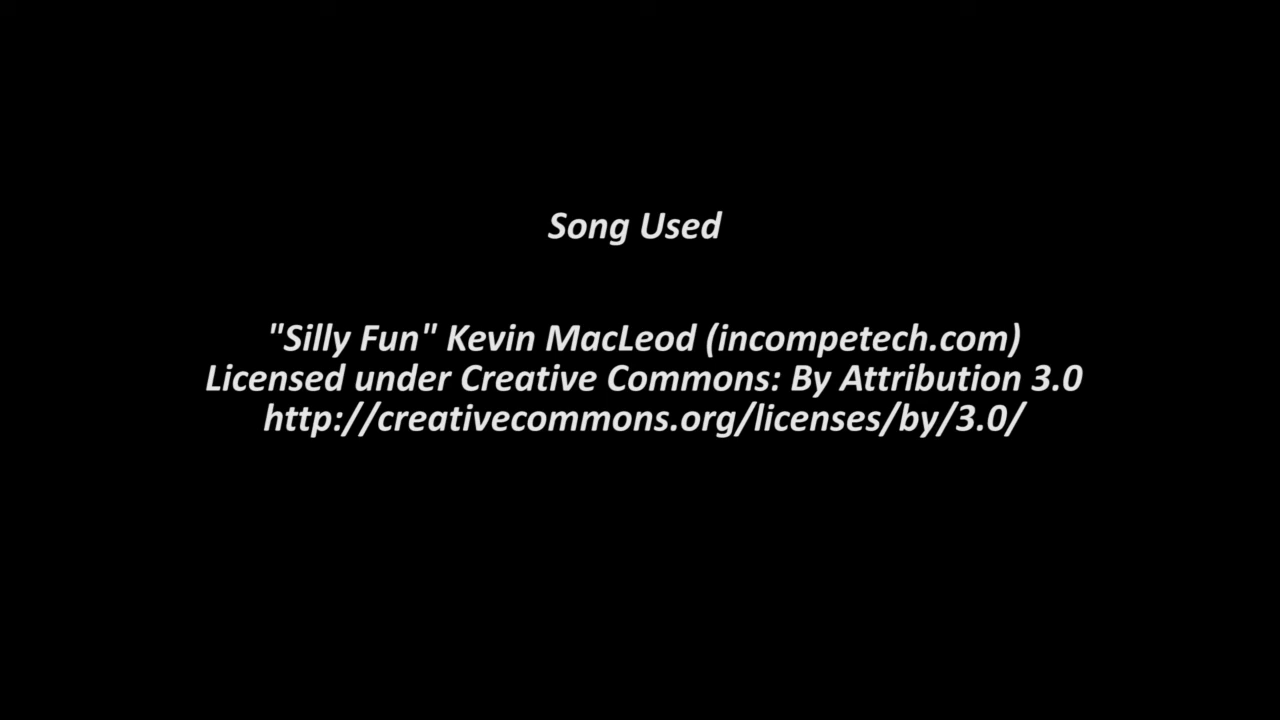 Song Used
"Silly Fun" Kevin MacLeod (incompetech.com)
Licensed under Creative Commons: By Attribution 3.0
http://creativecommons.org/licenses/by/3.0/